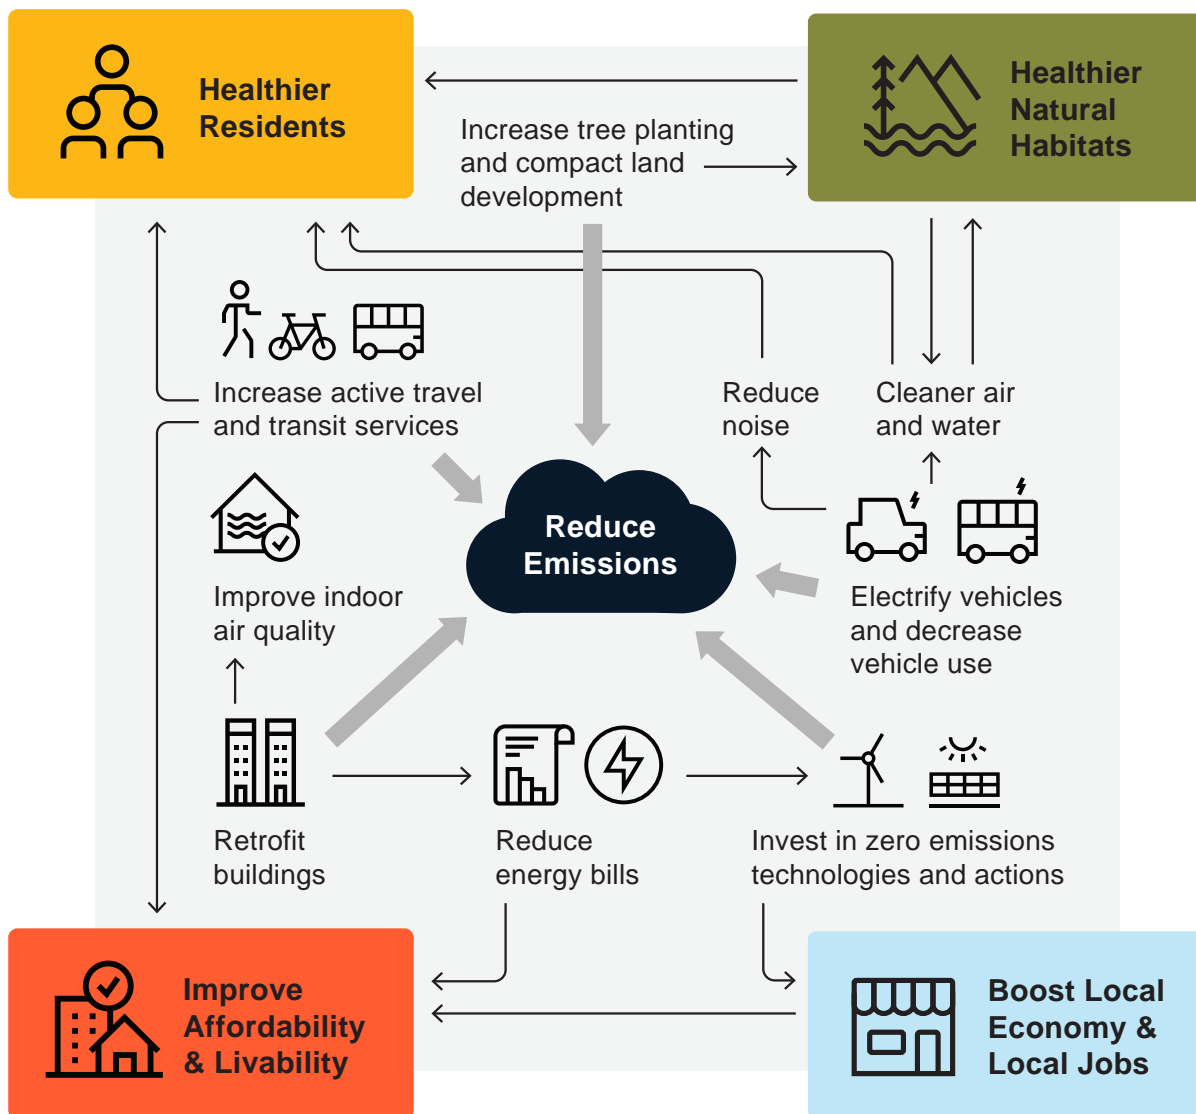 Healthier
Residents
Healthier
Natural
Habitats
Increase tree planting
and compact land
development
Increase active travel
and transit services
Reduce
noise
Cleaner air
and water
Reduce
Emissions
Improve indoor
air quality
Electrify vehicles
and decrease
vehicle use
Retrofit
buildings
Reduce
energy bills
Invest in zero emissions
technologies and actions
Improve
Affordability
& Livability
Boost Local
Economy &
Local Jobs